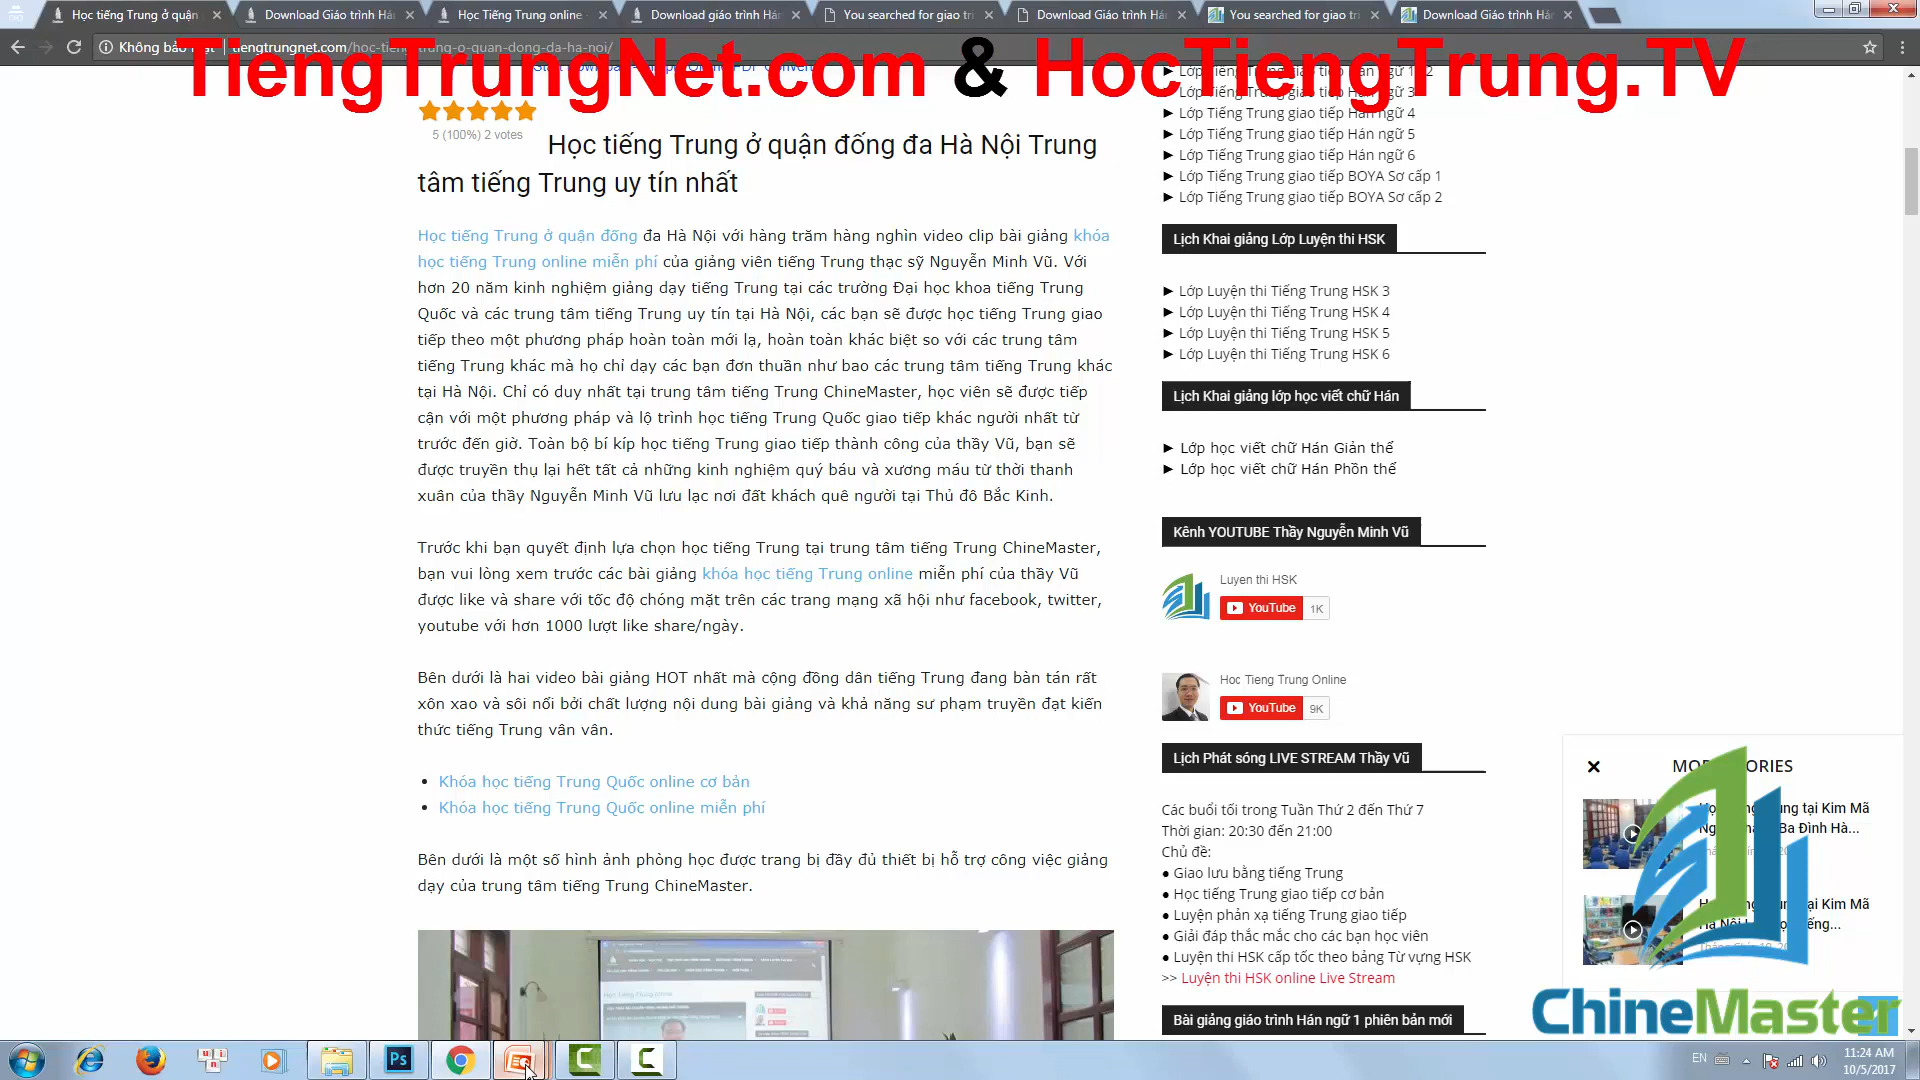 Học tiếng Trung ở quận
Download Giáo trình Hán
Học Tiếng Trung online
Download giáo trình Hán
You searched for giao tr
Download Giáo trình Hán
You searched for giao tr
Download Giáo trình Hán
Không bảo mật | tiengtrungnet.com/hoc-tieng-trung-o-quan-dong-da-ha-noi/
TiengTrungNet.com & HocTiengTrung.TV
5 (100%) 2 votes
Học tiếng Trung ở quận đống đa Hà Nội Trung
tâm tiếng Trung uy tín nhất
Học tiếng Trung ở quận đống đa Hà Nội với hàng trăm hàng nghìn video clip bài giảng khóa
học tiếng Trung online miễn phí của giảng viên tiếng Trung thạc sỹ Nguyễn Minh Vũ. Với
hơn 20 năm kinh nghiệm giảng dạy tiếng Trung tại các trường Đại học khoa tiếng Trung
Quốc và các trung tâm tiếng Trung uy tín tại Hà Nội, các bạn sẽ được học tiếng Trung giao
tiếp theo một phương pháp hoàn toàn mới lạ, hoàn toàn khác biệt so với các trung tâm
tiếng Trung khác mà họ chỉ dạy các bạn đơn thuần như bao các trung tâm tiếng Trung khác
tại Hà Nội. Chỉ có duy nhất tại trung tâm tiếng Trung ChineMaster, học viên sẽ được tiếp
cận với một phương pháp và lộ trình học tiếng Trung Quốc giao tiếp khác người nhất từ
trước đến giờ. Toàn bộ bí kíp học tiếng Trung giao tiếp thành công của thầy Vũ, bạn sẽ
được truyền thụ lại hết tất cả những kinh nghiệm quý báu và xương máu từ thời thanh
xuân của thầy Nguyễn Minh Vũ lưu lạc nơi đất khách quê người tại Thủ đô Bắc Kinh.
Trước khi bạn quyết định lựa chọn học tiếng Trung tại trung tâm tiếng Trung ChineMaster,
bạn vui lòng xem trước các bài giảng khóa học tiếng Trung online miễn phí của thầy Vũ
được like và share với tốc độ chóng mặt trên các trang mạng xã hội như facebook, twitter,
youtube với hơn 1000 lượt like share/ngày.
Bên dưới là hai video bài giảng HOT nhất mà cộng đồng dân tiếng Trung đang bàn tán rất
xôn xao và sôi nổi bởi chất lượng nội dung bài giảng và khả năng sư phạm truyền đạt kiến
thức tiếng Trung vân vân.
• Khóa học tiếng Trung Quốc online cơ bản
• Khóa học tiếng Trung Quốc online miễn phí
Bên dưới là một số hình ảnh phòng học được trang bị đầy đủ thiết bị hỗ trợ công việc giảng
dạy của trung tâm tiếng Trung ChineMaster.
► Lớp Tiếng Trung giao tiếp Hán ngữ 3
► Lớp Tiếng Trung giao tiếp Hán ngữ 4
► Lớp Tiếng Trung giao tiếp Hán ngữ 5
► Lớp Tiếng Trung giao tiếp Hán ngữ 6
► Lớp Tiếng Trung giao tiếp BOYA Sơ cấp 1
► Lớp Tiếng Trung giao tiếp BOYA Sơ cấp 2
Lịch Khai giảng Lớp Luyện thi HSK
► Lớp Luyện thi Tiếng Trung HSK 3
► Lớp Luyện thi Tiếng Trung HSK 4
► Lớp Luyện thi Tiếng Trung HSK 5
► Lớp Luyện thi Tiếng Trung HSK 6
Lịch Khai giảng lớp học viết chữ Hán
► Lớp học viết chữ Hán Giản thể
► Lớp học viết chữ Hán Phồn thể
Kênh YOUTUBE Thầy Nguyễn Minh Vũ
Luyen thi HSK
YouTube 1K
Hoc Tieng Trung Online
YouTube 9K
Lịch Phát sóng LIVE STREAM Thầy Vũ
Các buổi tối trong Tuần Thứ 2 đến Thứ 7
Thời gian: 20:30 đến 21:00
Chủ đề:
● Giao lưu bằng tiếng Trung
● Học tiếng Trung giao tiếp cơ bản
● Luyện phản xạ tiếng Trung giao tiếp
● Giải đáp thắc mắc cho các bạn học viên
● Luyện thi HSK cấp tốc theo bảng Từ vựng HSK
>> Luyện thi HSK online Live Stream
Bài giảng giáo trình Hán ngữ 1 phiên bản mới
tại Kim Mã
Ba Đình Hà...
tại Kim Mã
ChineMaster
EN
11:24 AM
10/5/2017